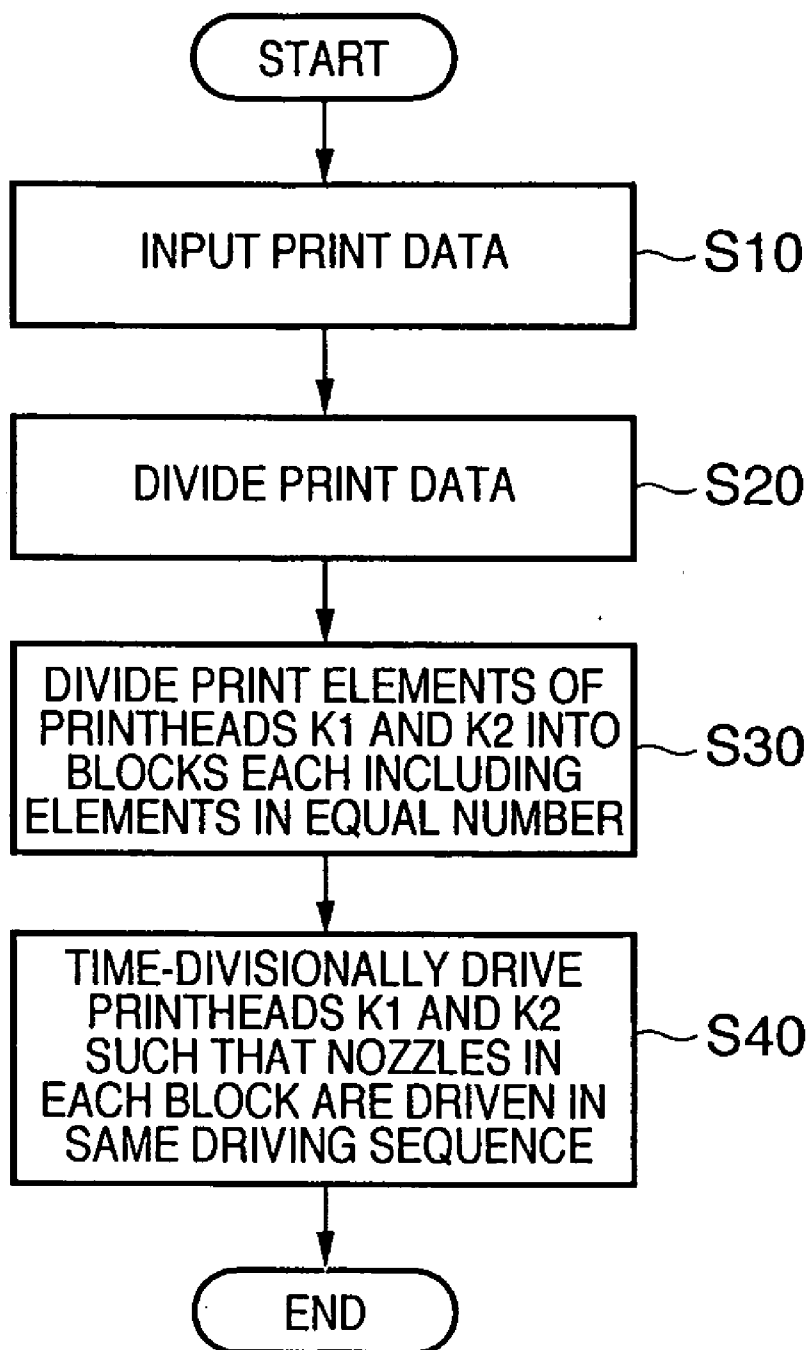 START
INPUT PRINT DATA
S10
DIVIDE PRINT DATA
S20
DIVIDE PRINT ELEMENTS OF
PRINTHEADS K1 AND K2 INTO
BLOCKS EACH INCLUDING
ELEMENTS IN EQUAL NUMBER
S30
TIME-DIVISIONALLY DRIVE
PRINTHEADS K1 AND K2
SUCH THAT NOZZLES IN
EACH BLOCK ARE DRIVEN IN
SAME DRIVING SEQUENCE
S40
END